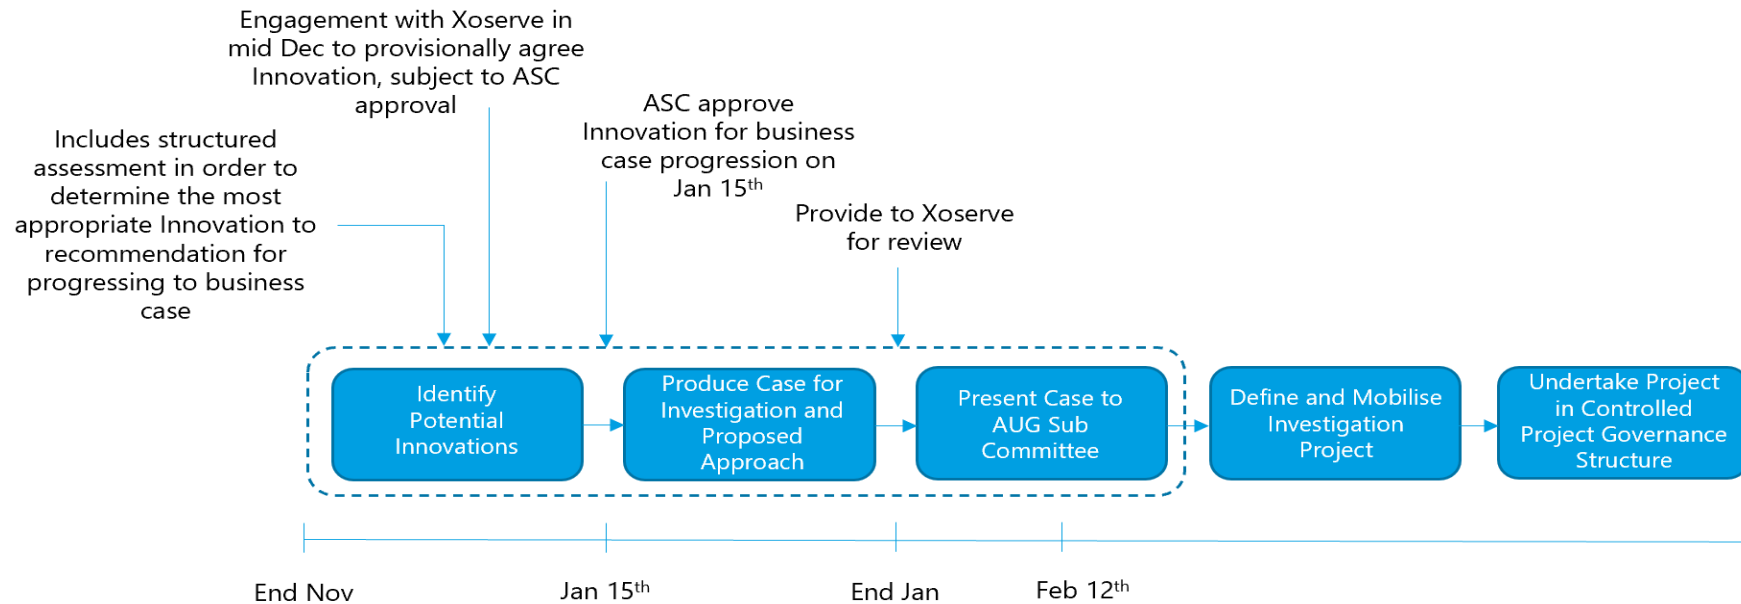 Engagement with Xoserve in
mid Dec to provisionally agree
Innovation, subject to ASC
approval
ASC approve
Innovation for business
case progression on
Jan 15th
Includes structured
assessment in order to
determine the most
appropriate Innovation to
recommendation for
progressing to business
case
Provide to Xoserve
for review
Identify
Potential
Innovations
Produce Case for
Investigation and
Proposed
Approach
Present Case to
AUG Sub
Committee
Define and Mobilise
Investigation
Project
Undertake Project
in Controlled
Project Governance
Structure
End Nov
Jan 15th
End Jan
Feb 12th